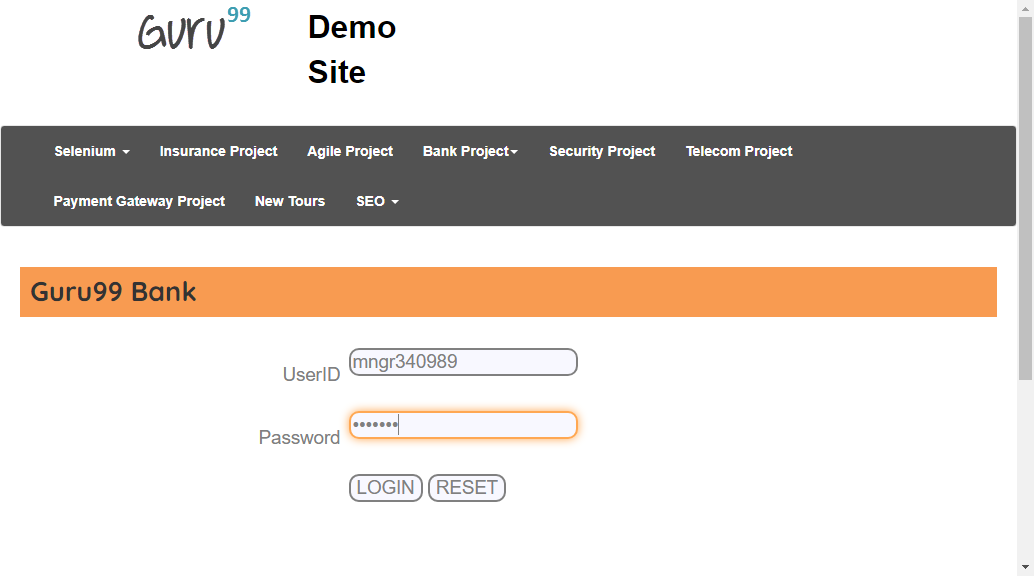 Guru99
Demo
Site
Selenium Insurance Project Agile Project Bank Project Security Project Telecom Project
Payment Gateway Project New Tours SEO
Guru99 Bank
UserID mngr340989
Password •••••••
LOGIN RESET